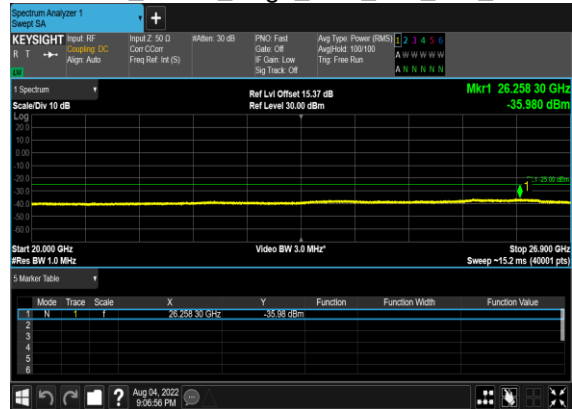 Spectrum Analyzer 1
Swept SA
+
KEYSIGHT Input: RF Input Z: 50 Ω #Atten: 30 dB PNO: Fast Avg Type: Power (RMS) 1 2 3 4 5 6
R T Coupling: DC Corr CCorr Gate: Off Avg|Hold: 100/100 A W W W W W
Align: Auto Freq Ref: Int (S) IF Gain: Low Trig: Free Run
Sig Track: Off A N N N N N
1 Spectrum Ref Lvl Offset 15.37 dB Mkr1 26.258 30 GHz
Scale/Div 10 dB Ref Level 30.00 dBm -35.980 dBm
Log
20.0
10.0
0.00
-10.0
-20.0
DL1 -25.00 dBm
1
-30.0
-40.0
-50.0
-60.0
Start 20.000 GHz Video BW 3.0 MHz* Stop 26.900 GHz
#Res BW 1.0 MHz Sweep ~15.2 ms (40001 pts)
5 Marker Table
Mode Trace Scale X Y Function Function Width Function Value
1 N 1 f 26.258 30 GHz -35.98 dBm
2
3
4
5
6
? Aug 04, 2022
9:06:56 PM